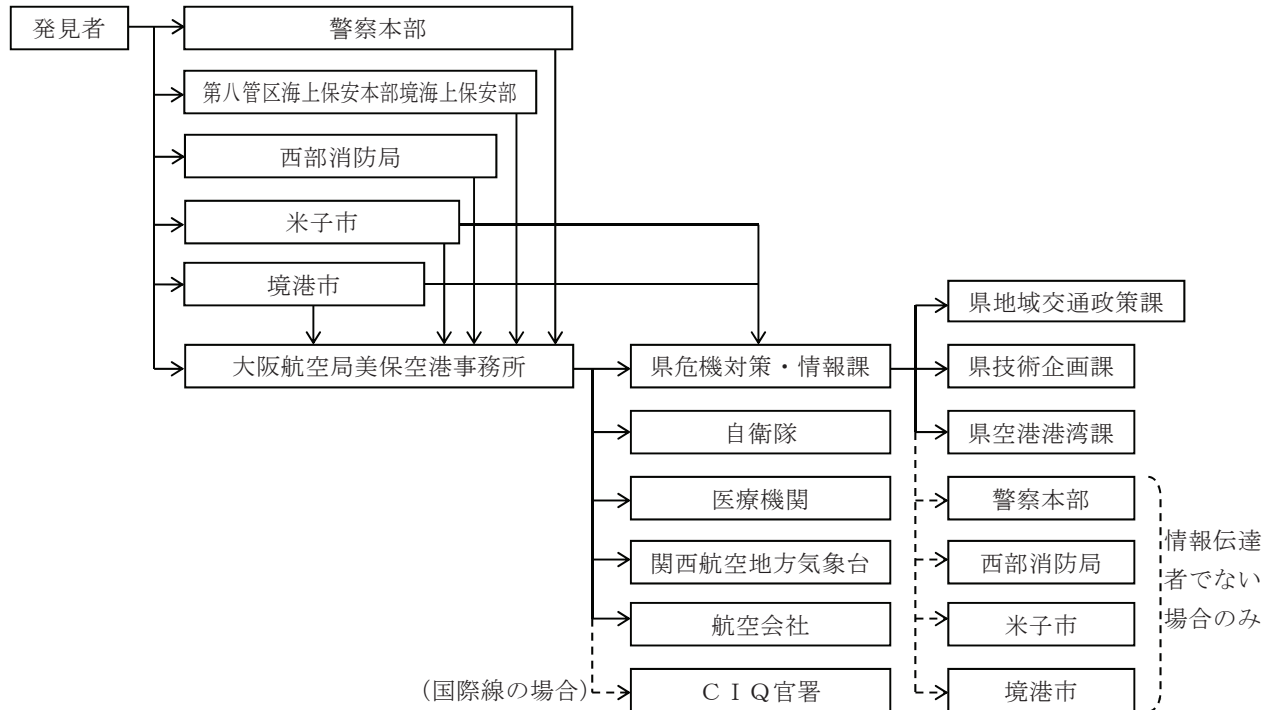 発見者
警察本部
第八管区海上保安本部境海上保安部
西部消防局
米子市
境港市
大阪航空局美保空港事務所
県危機対策・情報課
自衛隊
医療機関
関西航空地方気象台
航空会社
(国際線の場合)
ＣＩＱ官署
県地域交通政策課
県技術企画課
県空港港湾課
警察本部
西部消防局
米子市
境港市
情報伝達
者でない
場合のみ